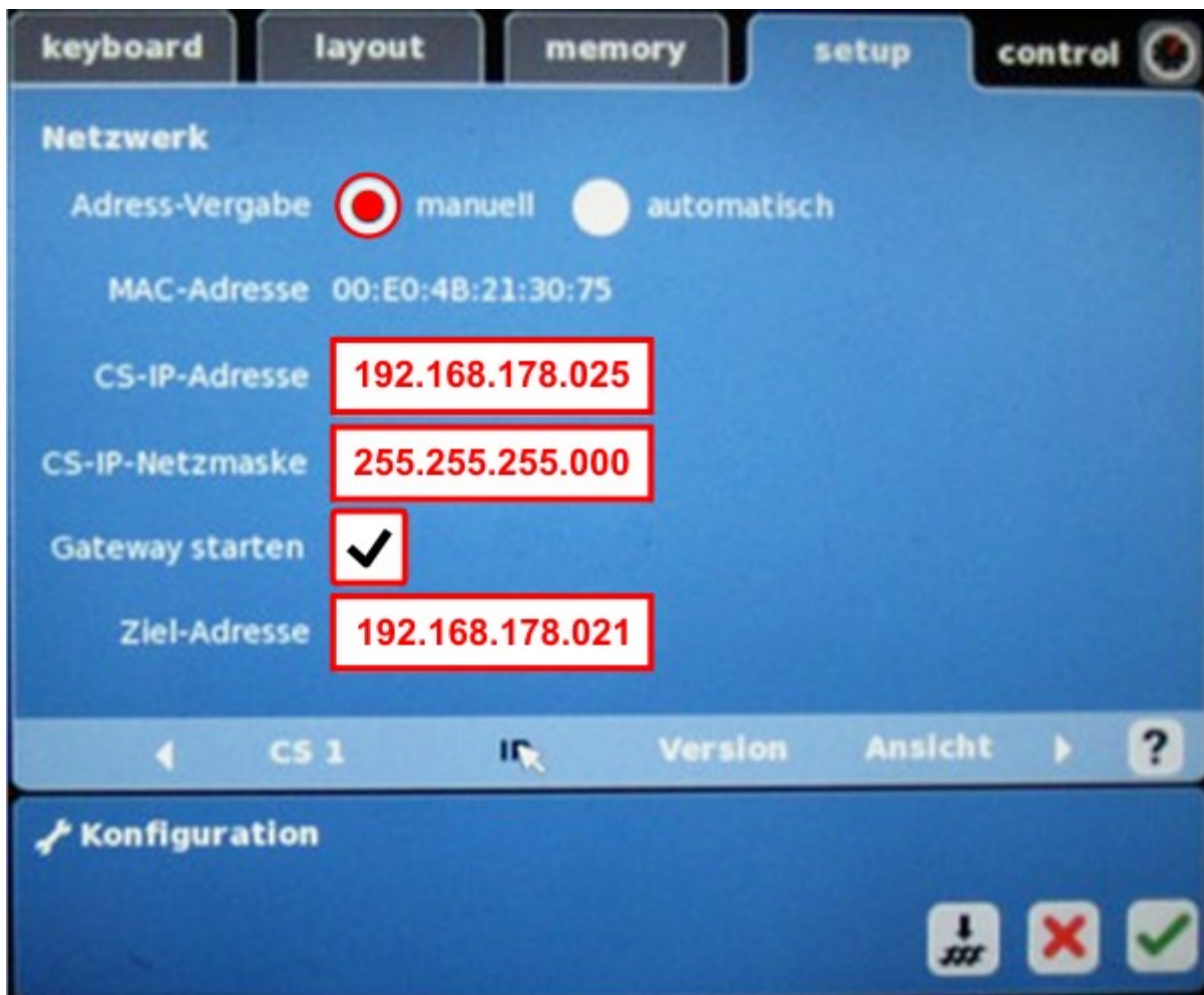 keyboard layout memory setup control
Netzwerk
Adress-Vergabe manuell automatisch
MAC-Adresse 00:E0:4B:21:30:75
CS-IP-Adresse 192.168.178.025
CS-IP-Netzmaske 255.255.255.000
Gateway starten
Ziel-Adresse 192.168.178.021
CS 1 IP Version Ansicht ?
Konfiguration